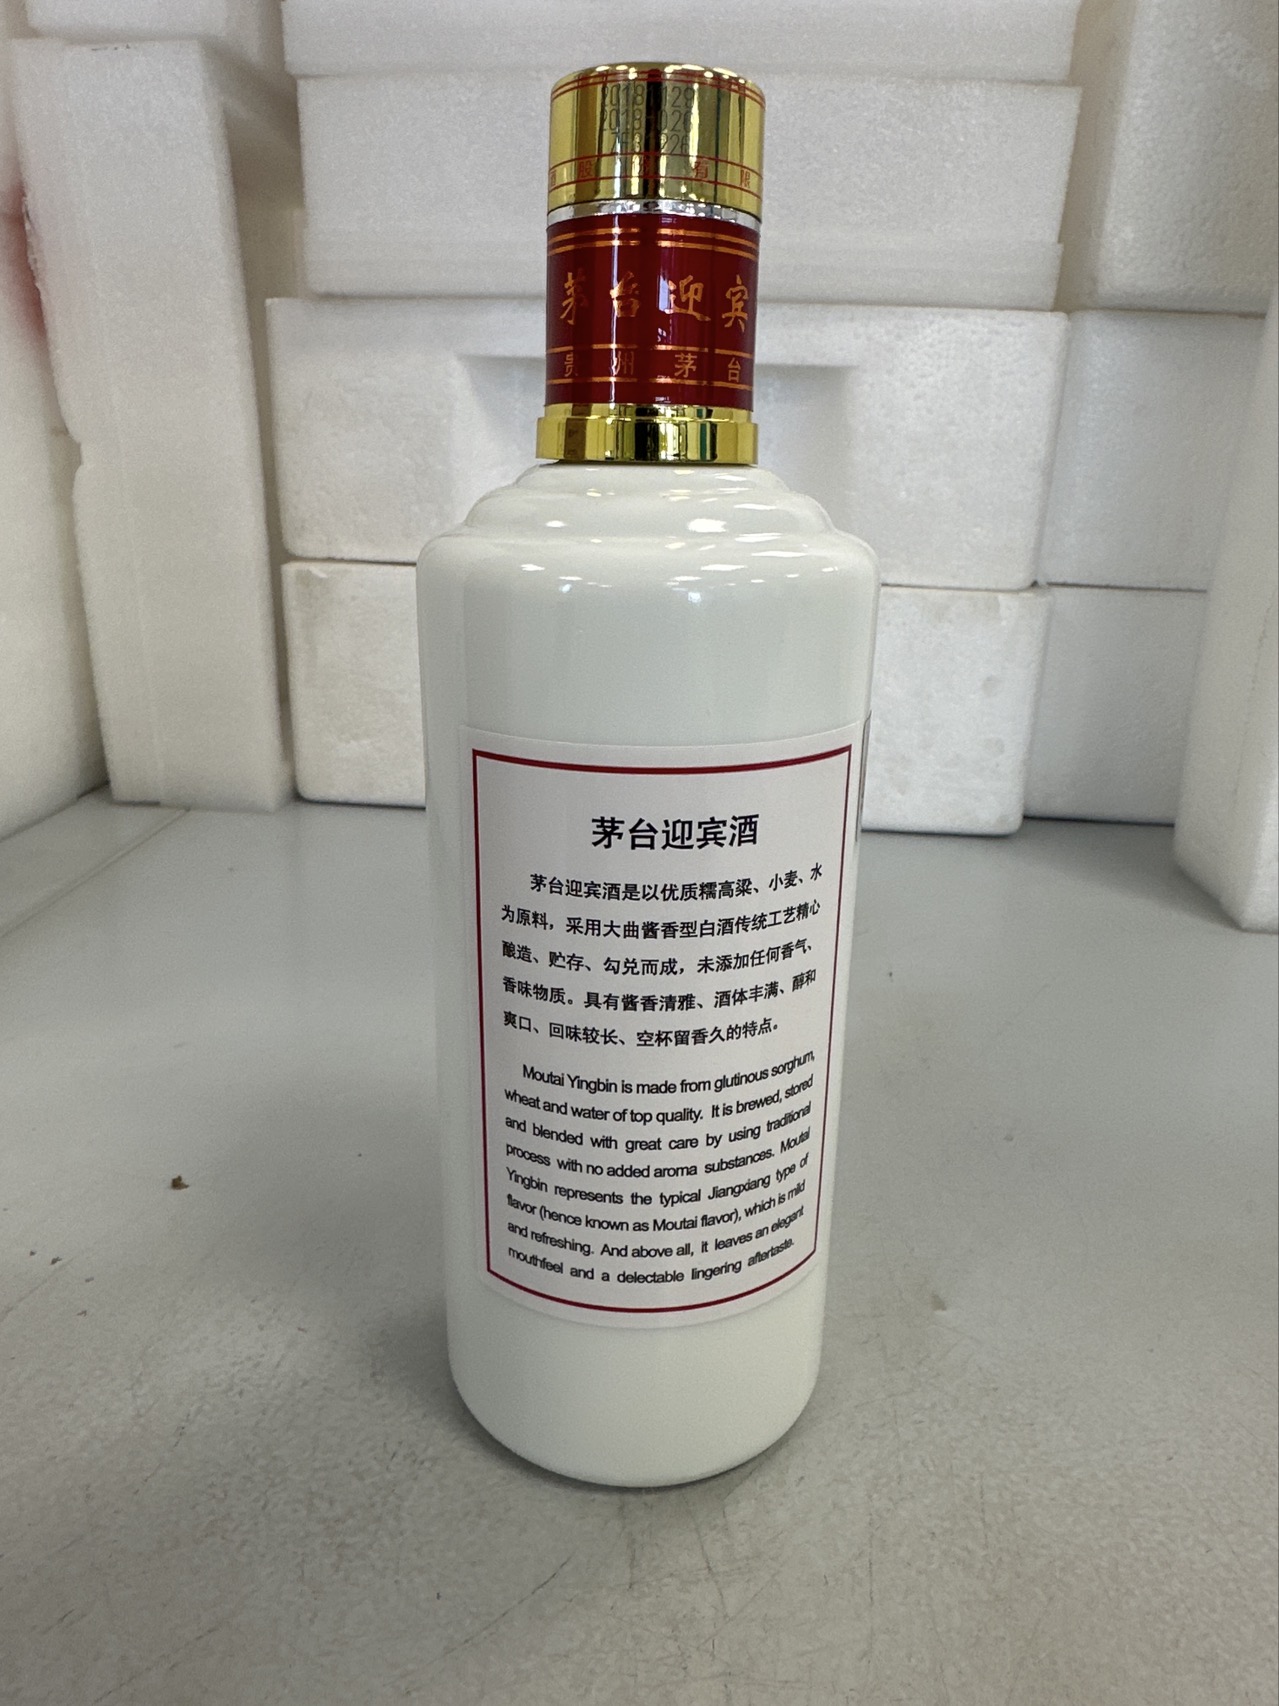 茅台迎宾
贵州茅台
茅台迎宾酒
茅台迎宾酒是以优质糯高粱、小麦、水
为原料，采用大曲酱香型白酒传统工艺精心
酿造、贮存、勾兑而成，未添加任何香气、
香味物质。具有酱香清雅、酒体丰满、醇和
爽口、回味较长、空杯留香久的特点。
Moutai Yingbin is made from glutinous sorghum,
wheat and water of top quality. It is brewed, stored
and blended with great care by using traditional
process with no added aroma substances. Moutai
Yingbin represents the typical Jiangxiang type of
flavor (hence known as Moutai flavor), which is mild
and refreshing. And above all, it leaves an elegant
mouthfeel and a delectable lingering aftertaste.